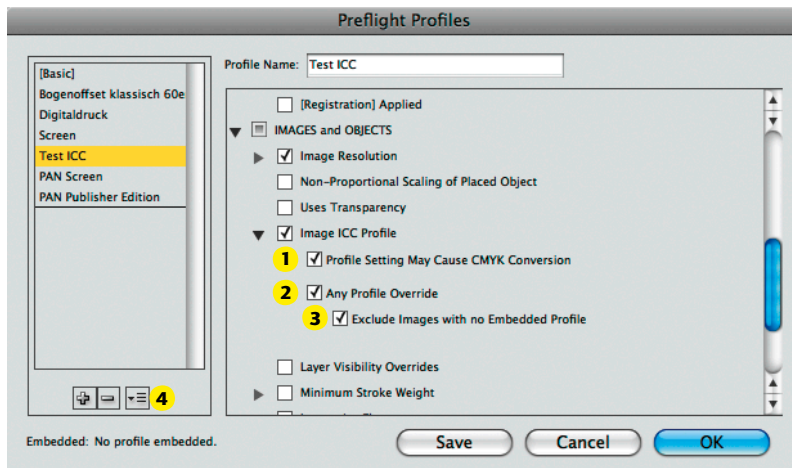 Preflight Profiles
[Basic]
Bogenoffset klassisch 60e
Digitaldruck
Screen
Test ICC
PAN Screen
PAN Publisher Edition
4
Embedded: No profile embedded.
Profile Name: Test ICC
[Registration] Applied
IMAGES and OBJECTS
Image Resolution
Non-Proportional Scaling of Placed Object
Uses Transparency
Image ICC Profile
1 Profile Setting May Cause CMYK Conversion
2 Any Profile Override
3 Exclude Images with no Embedded Profile
Layer Visibility Overrides
Minimum Stroke Weight
Save Cancel OK